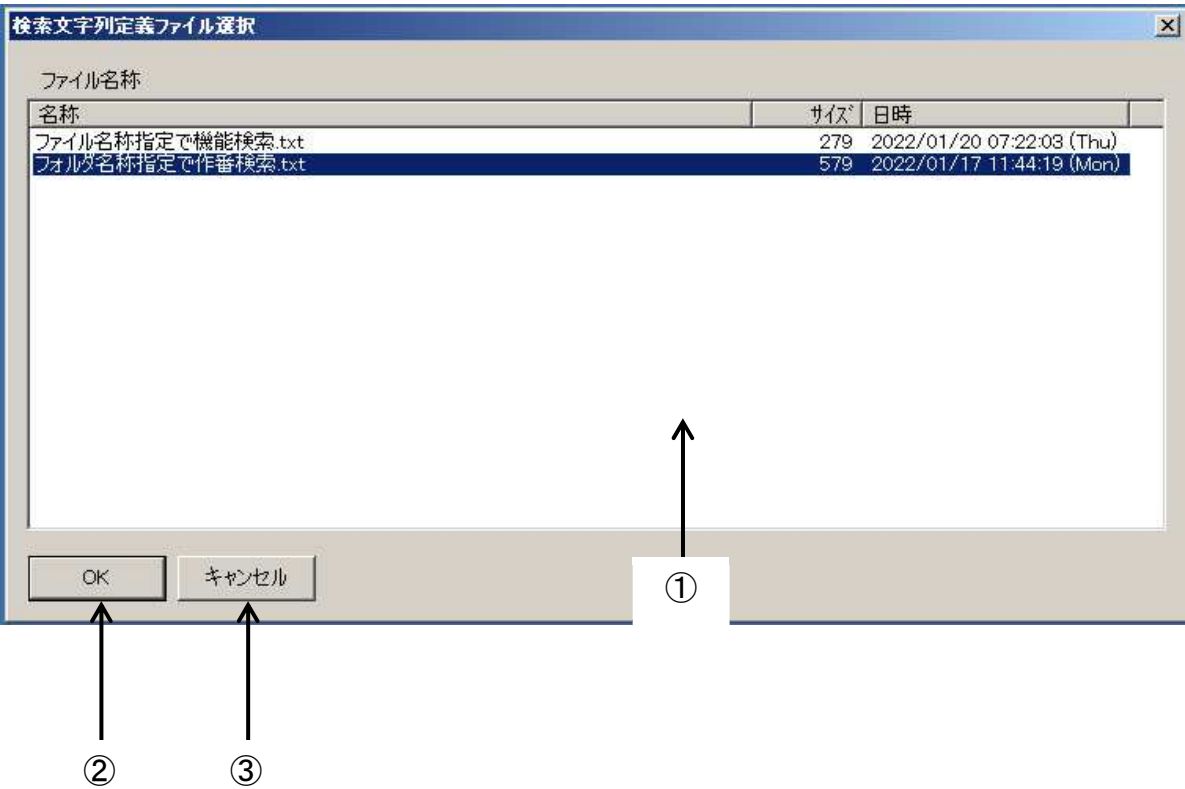 検索文字列定義ファイル選択
ファイル名称
名称 ｻｲｽﾞ 日時
ファイル名称指定で機能検索.txt 279 2022/01/20 07:22:03 (Thu)
フォルダ名称指定で作番検索.txt 579 2022/01/17 11:44:19 (Mon)
OK キャンセル ①
② ③